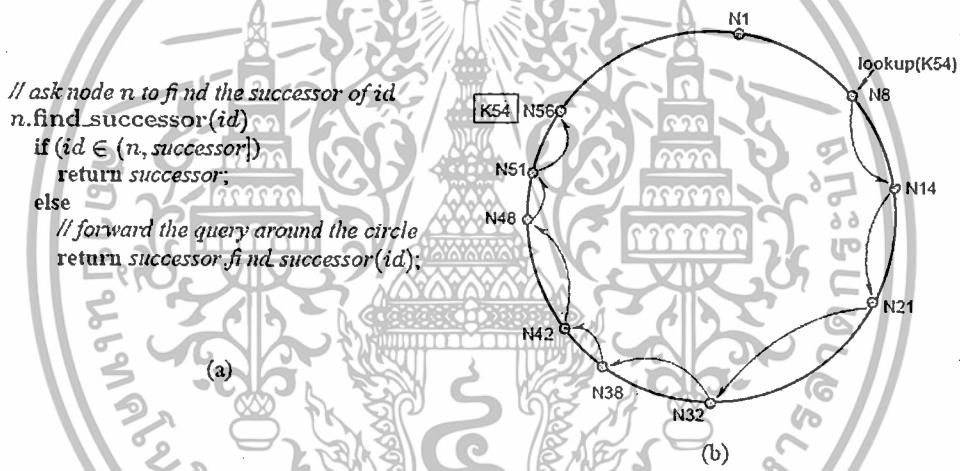 // ask node n to find the successor of id
n.find_successor(id)
if (id ∈ (n, successor])
return successor;
else
// forward the query around the circle
return successor.find_successor(id);
(a)
N1
lookup(K54)
N8
K54 N56
N51
N14
N48
N21
N42
N38
N32
(b)